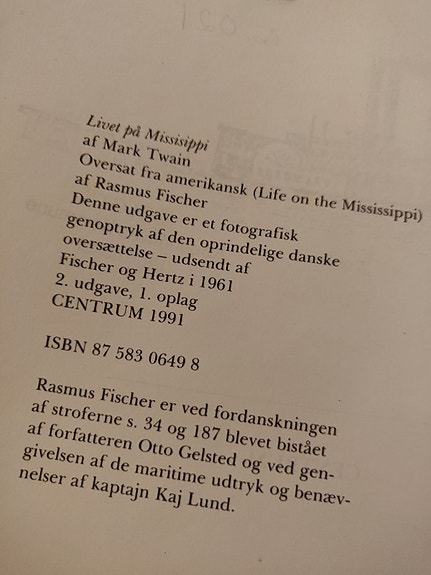 Livet på Missisippi
af Mark Twain
Oversat fra amerikansk (Life on the Mississippi)
af Rasmus Fischer
Denne udgave er et fotografisk
genoptryk af den oprindelige danske
oversættelse – udsendt af
Fischer og Hertz i 1961
2. udgave, 1. oplag
CENTRUM 1991
ISBN 87 583 0649 8
Rasmus Fischer er ved fordanskningen
af stroferne s. 34 og 187 blevet bistået
af forfatteren Otto Gelsted og ved gen-
givelsen af de maritime udtryk og benæv-
nelser af kaptajn Kaj Lund.